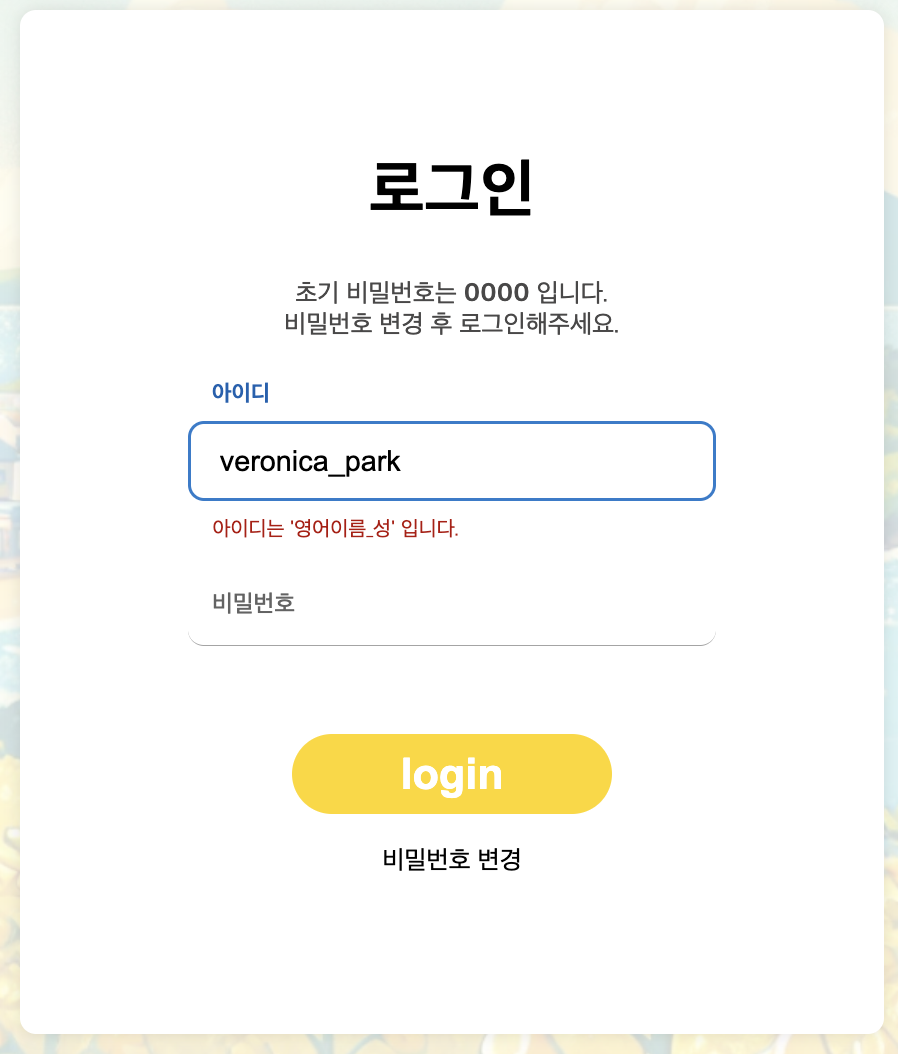 로그인
초기 비밀번호는 0000 입니다.
비밀번호 변경 후 로그인해주세요.
아이디
veronica_park
아이디는 '영어이름_성' 입니다.
비밀번호
login
비밀번호 변경